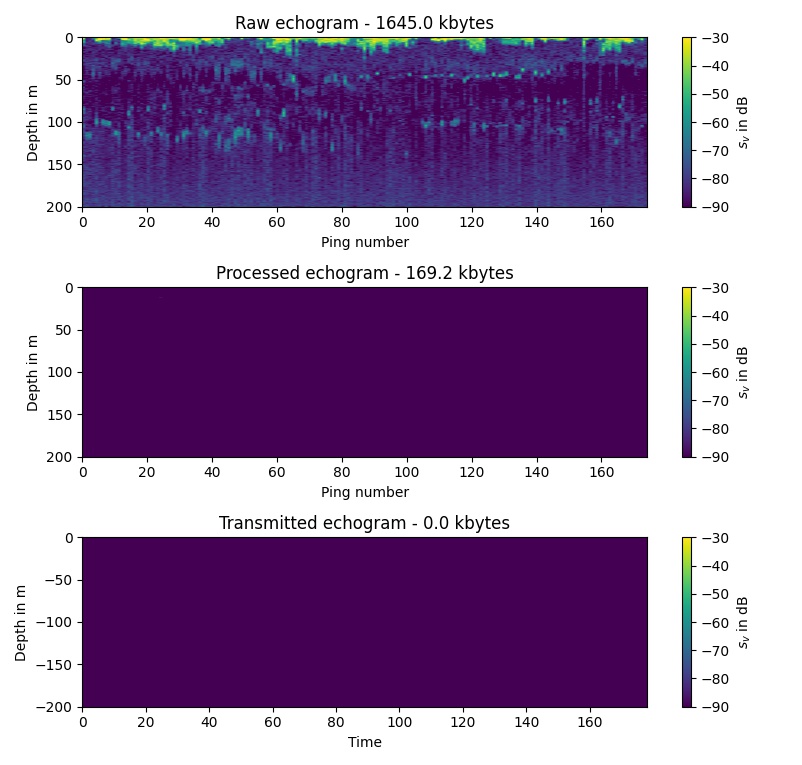 Raw echogram - 1645.0 kbytes
0
50
100
150
200
Depth in m
0 20 40 60 80 100 120 140 160
Ping number
−30
−40
−50
−60
−70
−80
−90
sv in dB
Processed echogram - 169.2 kbytes
0
50
100
150
200
Depth in m
0 20 40 60 80 100 120 140 160
Ping number
−30
−40
−50
−60
−70
−80
−90
sv in dB
Transmitted echogram - 0.0 kbytes
0
−50
−100
−150
−200
Depth in m
0 20 40 60 80 100 120 140 160
Time
−30
−40
−50
−60
−70
−80
−90
sv in dB